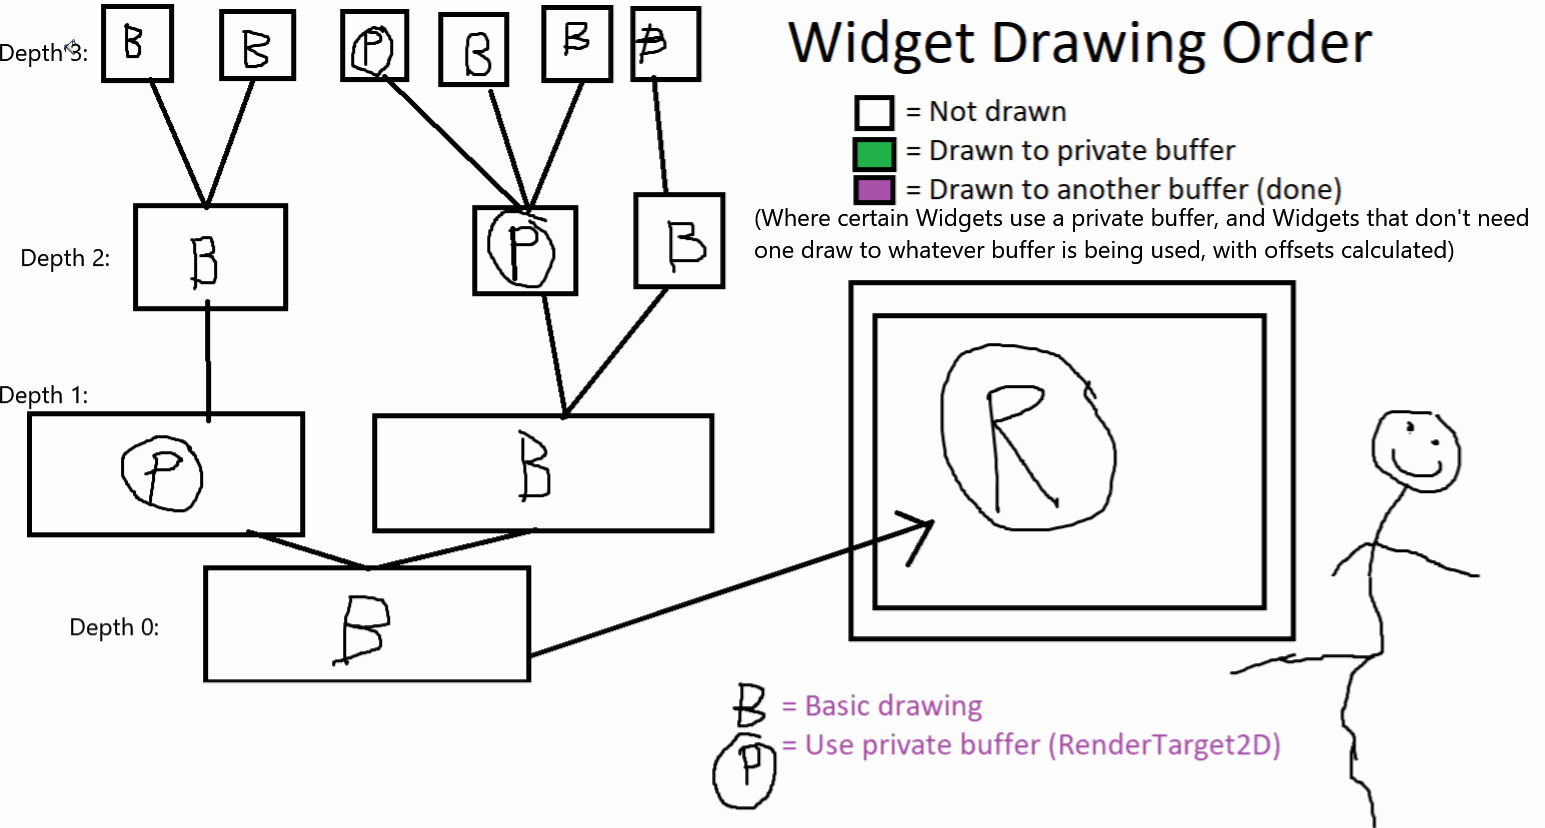 Widget Drawing Order
= Not drawn
= Drawn to private buffer
= Drawn to another buffer (done)
(Where certain Widgets use a private buffer, and Widgets that don't need
one draw to whatever buffer is being used, with offsets calculated)
Depth 3:
B B P B B B
Depth 2:
B P B
Depth 1:
P B
Depth 0:
B
R
B = Basic drawing
P = Use private buffer (RenderTarget2D)